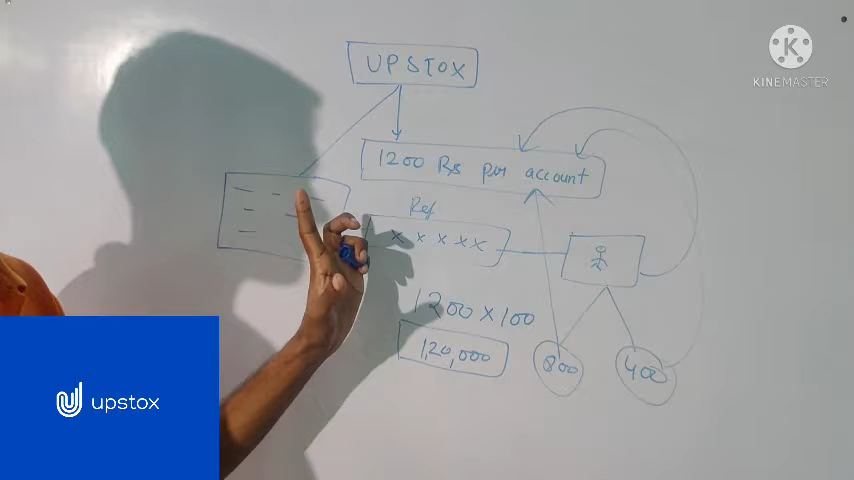 UPSTOX
KINEMASTER
1200 Rs per account
Ref
x x x x x
1200 x 100
1,20,000
800
400
upstox